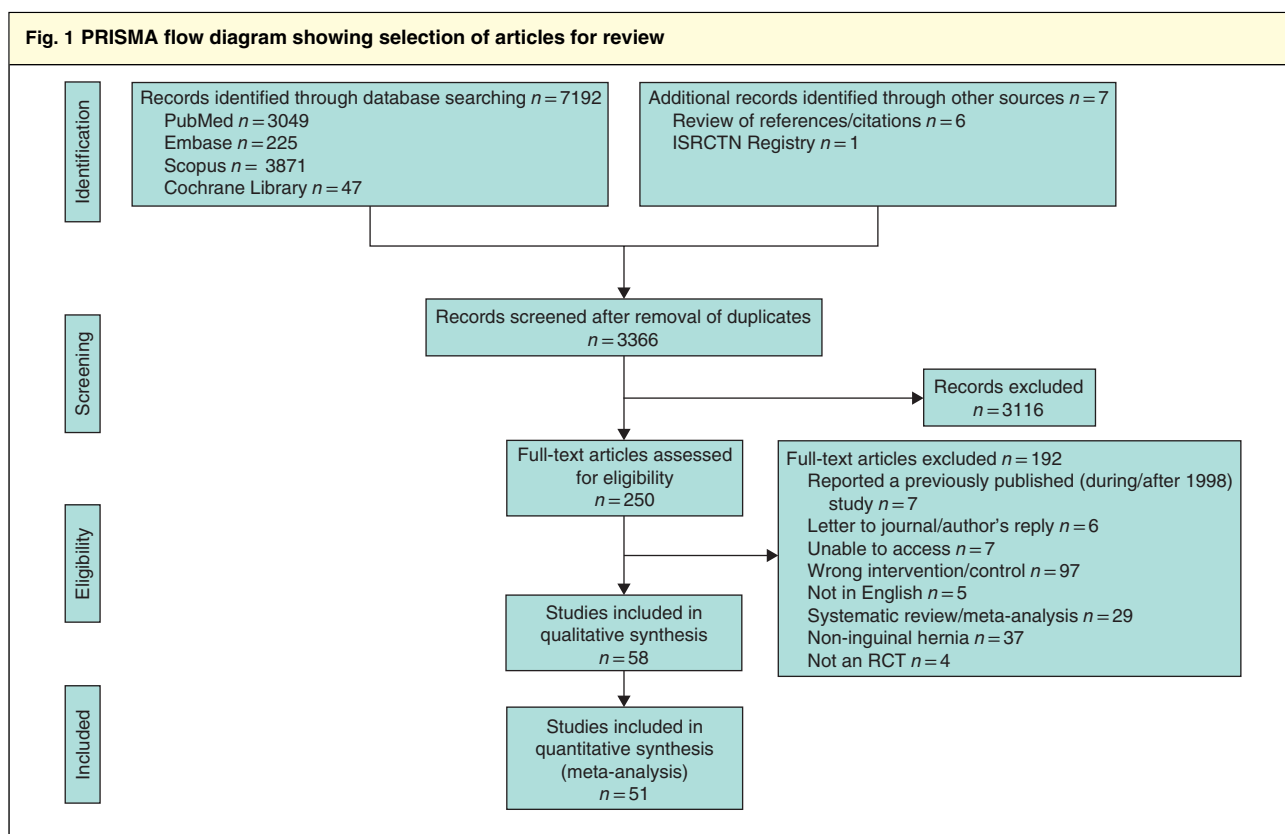 Fig. 1 PRISMA flow diagram showing selection of articles for review
Identification
Records identified through database searching n = 7192
PubMed n = 3049
Embase n = 225
Scopus n = 3871
Cochrane Library n = 47
Additional records identified through other sources n = 7
Review of references/citations n = 6
ISRCTN Registry n = 1
Screening
Records screened after removal of duplicates
n = 3366
Records excluded
n = 3116
Eligibility
Full-text articles assessed
for eligibility
n = 250
Full-text articles excluded n = 192
Reported a previously published (during/after 1998)
study n = 7
Letter to journal/author's reply n = 6
Unable to access n = 7
Wrong intervention/control n = 97
Not in English n = 5
Systematic review/meta-analysis n = 29
Non-inguinal hernia n = 37
Not an RCT n = 4
Studies included in
qualitative synthesis
n = 58
Included
Studies included in
quantitative synthesis
(meta-analysis)
n = 51